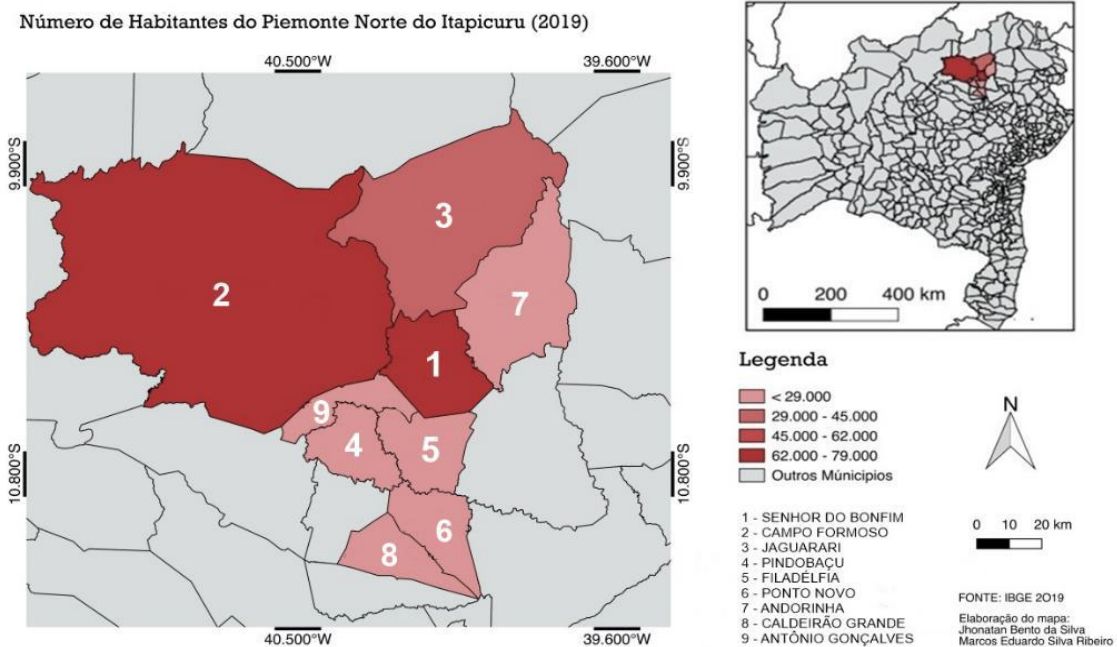 Número de Habitantes do Piemonte Norte do Itapicuru (2019)
40.500°W
39.600°W
9.900°S
9.900°S
3
2
7
1
9
4
5
6
8
10.800°S
10.800°S
40.500°W
39.600°W
0 200 400 km
Legenda
< 29.000
29.000 - 45.000
45.000 - 62.000
62.000 - 79.000
Outros Múnicipios
N
0 10 20 km
1 - SENHOR DO BONFIM
2 - CAMPO FORMOSO
3 - JAGUARARI
4 - PINDOBAÇU
5 - FILADÉLFIA
6 - PONTO NOVO
7 - ANDORINHA
8 - CALDEIRÃO GRANDE
9 - ANTÔNIO GONÇALVES
FONTE: IBGE 2O19
Elaboração do mapa:
Jhonatan Bento da Silva
Marcos Eduardo Silva Ribeiro